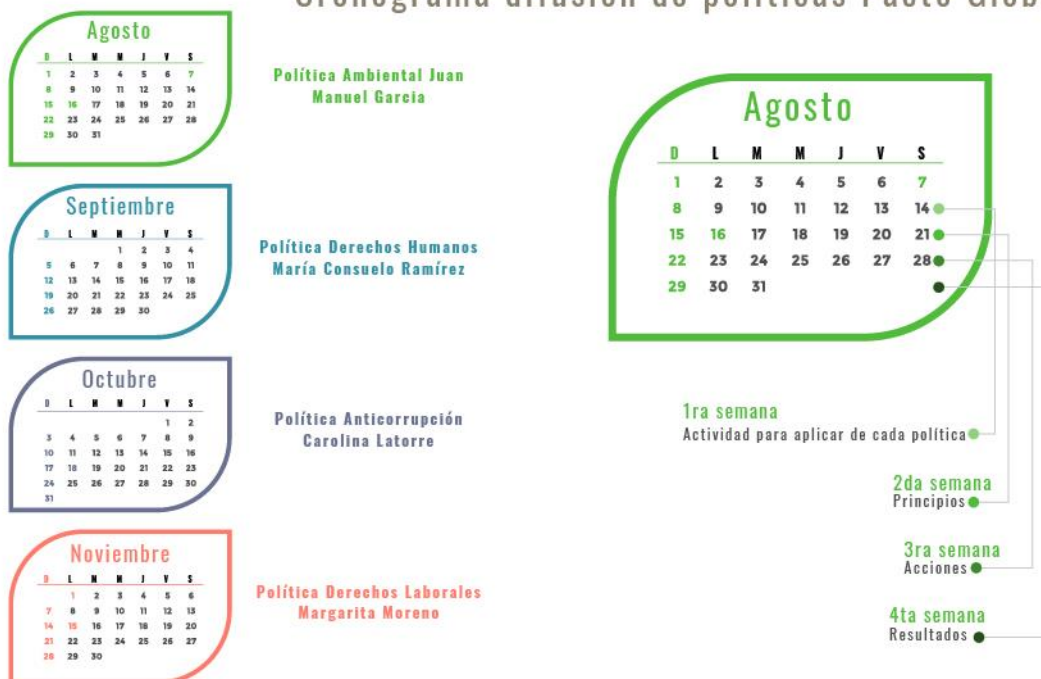 Cronograma difusión de políticas Pacto Glob
Agosto
D L M M J V S
1 2 3 4 5 6 7
8 9 10 11 12 13 14
15 16 17 18 19 20 21
22 23 24 25 26 27 28
29 30 31
Política Ambiental Juan
Manuel Garcia
Septiembre
D L M M J V S
1 2 3 4
5 6 7 8 9 10 11
12 13 14 15 16 17 18
19 20 21 22 23 24 25
26 27 28 29 30
Política Derechos Humanos
María Consuelo Ramírez
Octubre
D L M M J V S
1 2
3 4 5 6 7 8 9
10 11 12 13 14 15 16
17 18 19 20 21 22 23
24 25 26 27 28 29 30
31
Política Anticorrupción
Carolina Latorre
Noviembre
D L M M J V S
1 2 3 4 5 6
7 8 9 10 11 12 13
14 15 16 17 18 19 20
21 22 23 24 25 26 27
28 29 30
Política Derechos Laborales
Margarita Moreno
Agosto
D L M M J V S
1 2 3 4 5 6 7
8 9 10 11 12 13 14
15 16 17 18 19 20 21
22 23 24 25 26 27 28
29 30 31
1ra semana
Actividad para aplicar de cada política
2da semana
Principios
3ra semana
Acciones
4ta semana
Resultados